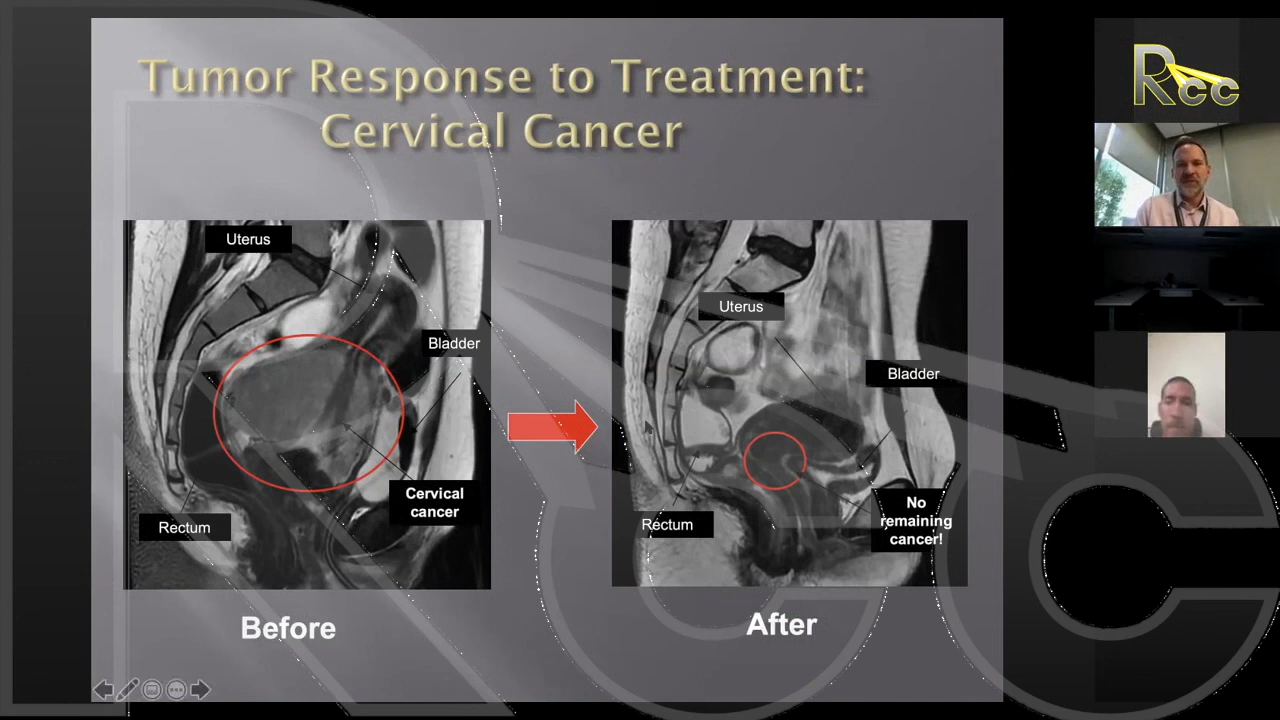 Tumor Response to Treatment:
Cervical Cancer
Uterus
Bladder
Cervical
cancer
Rectum
Before
Uterus
Bladder
Rectum
No
remaining
cancer!
After
Rcc
RCC